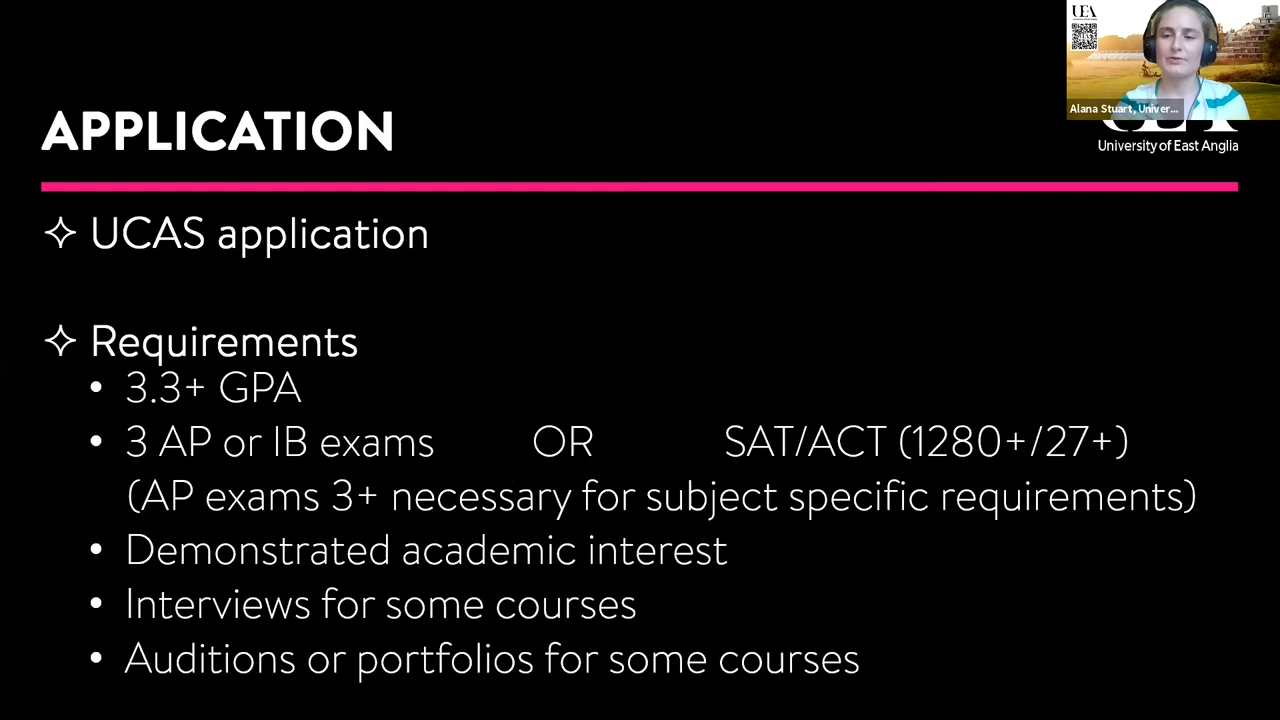 UEA
Alana Stuart, Univer...
APPLICATION
University of East Anglia
UCAS application
Requirements
• 3.3+ GPA
• 3 AP or IB exams OR SAT/ACT (1280+/27+)
(AP exams 3+ necessary for subject specific requirements)
• Demonstrated academic interest
• Interviews for some courses
• Auditions or portfolios for some courses